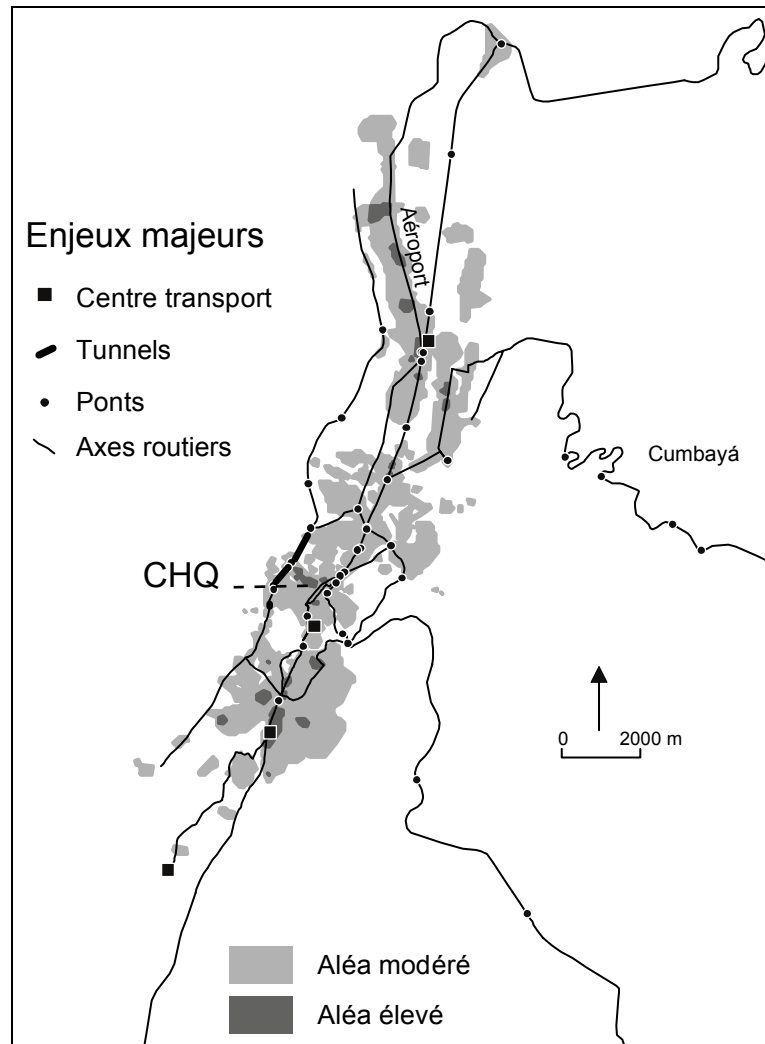 Aéroport
Enjeux majeurs
Centre transport
Tunnels
Ponts
Axes routiers
Cumbayá
CHQ
0 2000 m
Aléa modéré
Aléa élevé